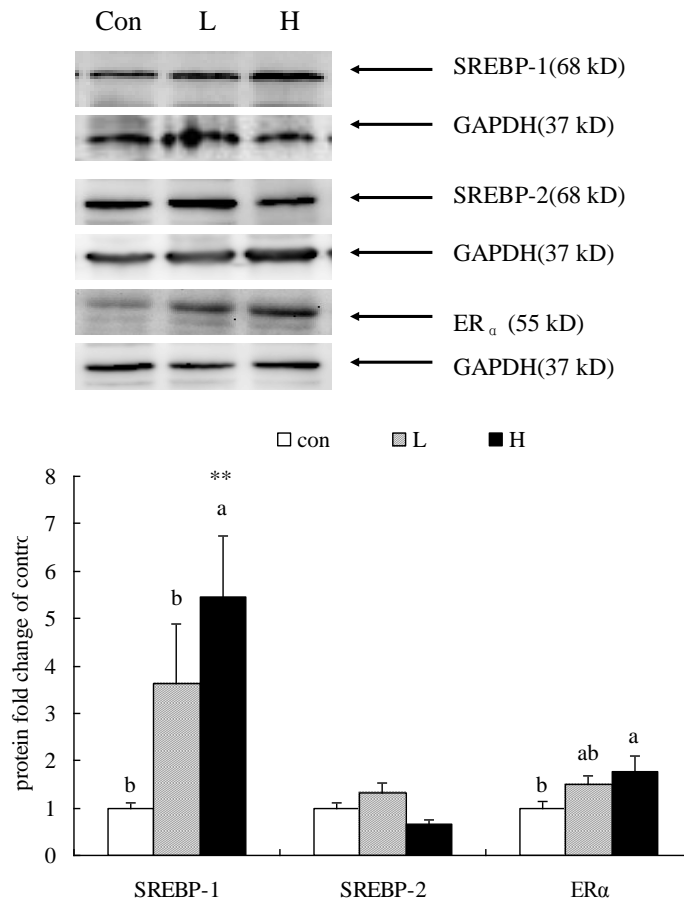 Con L H
SREBP-1(68 kD)
GAPDH(37 kD)
SREBP-2(68 kD)
GAPDH(37 kD)
ER α (55 kD)
GAPDH(37 kD)
con L H
protein fold change of contrc
8
7
6
5
4
3
2
1
0
**
a
b
b
a
ab
b
SREBP-1 SREBP-2 ERα